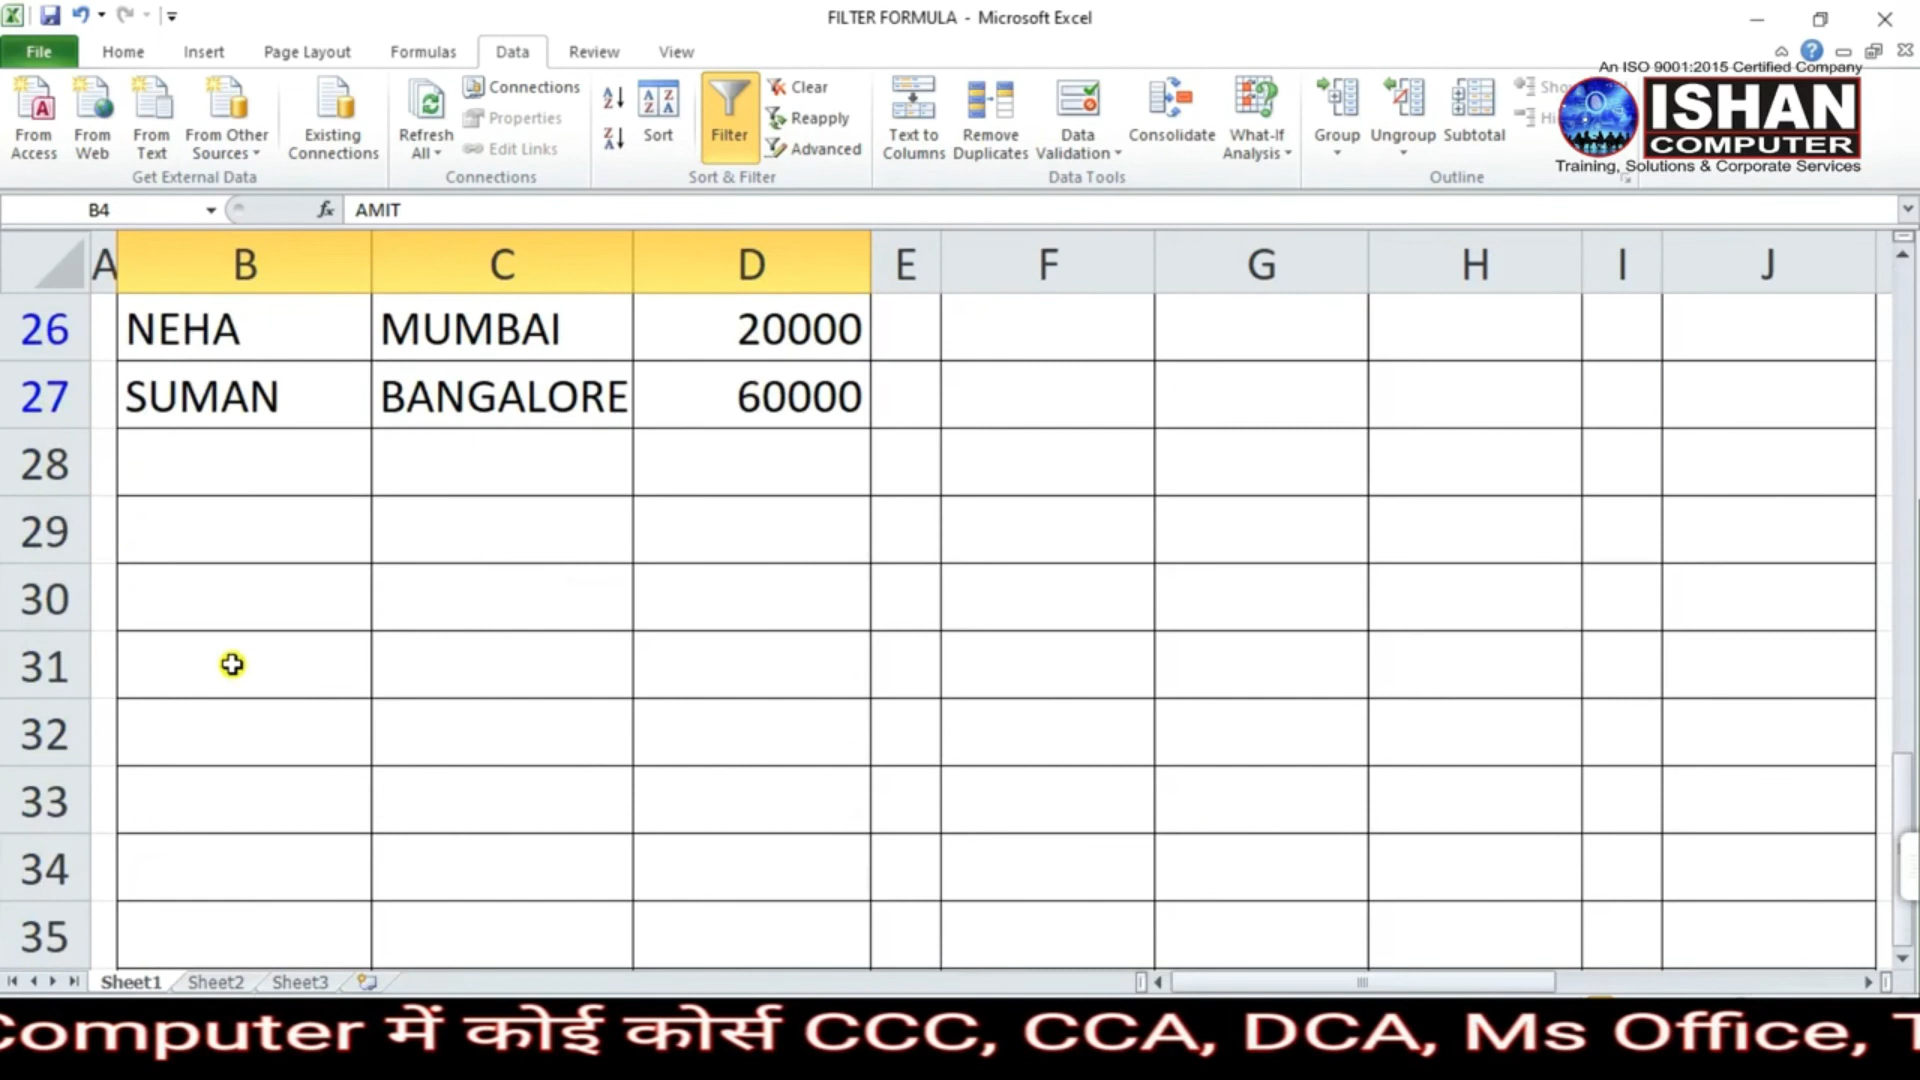 FILTER FORMULA - Microsoft Excel
File Home Insert Page Layout Formulas Data Review View
An ISO 9001:2015 Certified Company
ISHAN
COMPUTER
Training, Solutions & Corporate Services
From Access
From Web
From Text
From Other Sources
Existing Connections
Get External Data
Refresh All
Connections
Properties
Edit Links
Connections
Sort
Filter
Clear
Reapply
Advanced
Sort & Filter
Text to Columns
Remove Duplicates
Data Validation
Consolidate
What-If Analysis
Data Tools
Group
Ungroup
Subtotal
Outline
B4 fx AMIT
A B C D E F G H I J
26 NEHA MUMBAI 20000
27 SUMAN BANGALORE 60000
28
29
30
31
32
33
34
35
Sheet1 Sheet2 Sheet3
Computer में कोई कोर्स CCC, CCA, DCA, Ms Office, T